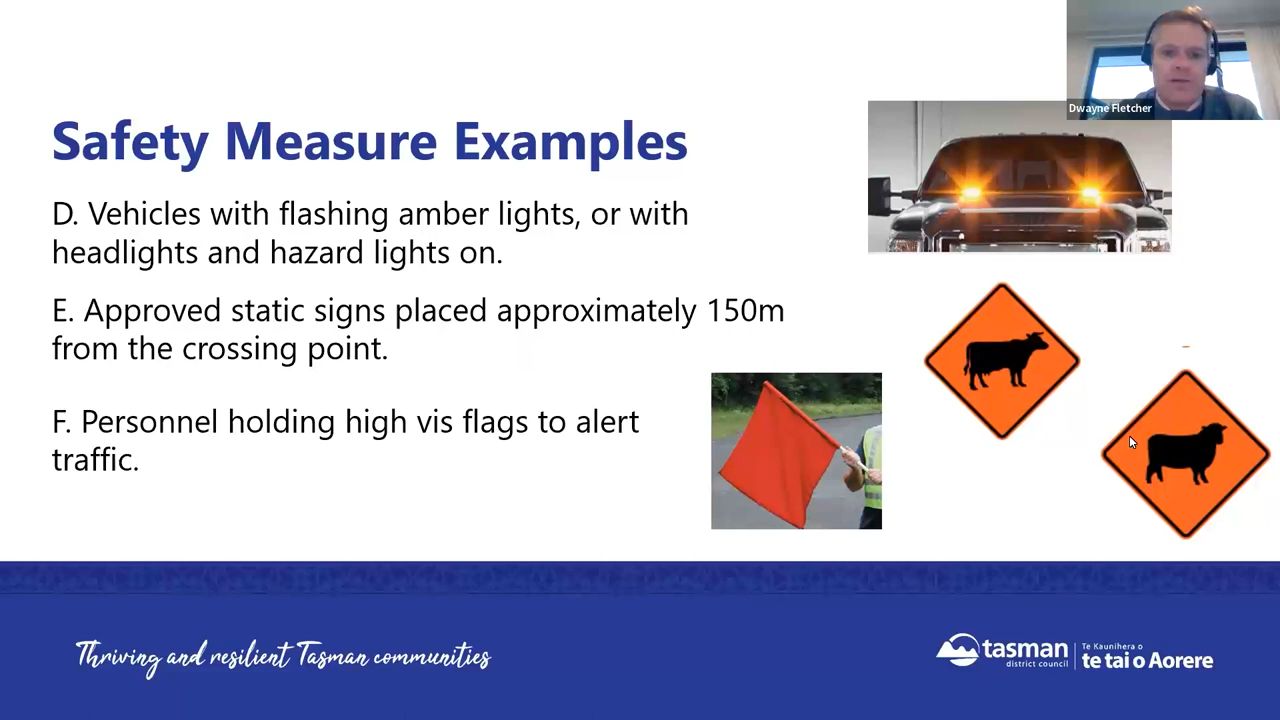 Dwayne Fletcher
Safety Measure Examples
D. Vehicles with flashing amber lights, or with
headlights and hazard lights on.
E. Approved static signs placed approximately 150m
from the crossing point.
F. Personnel holding high vis flags to alert
traffic.
Thriving and resilient Tasman communities
tasman
district council
Te Kaunihera o
te tai o Aorere